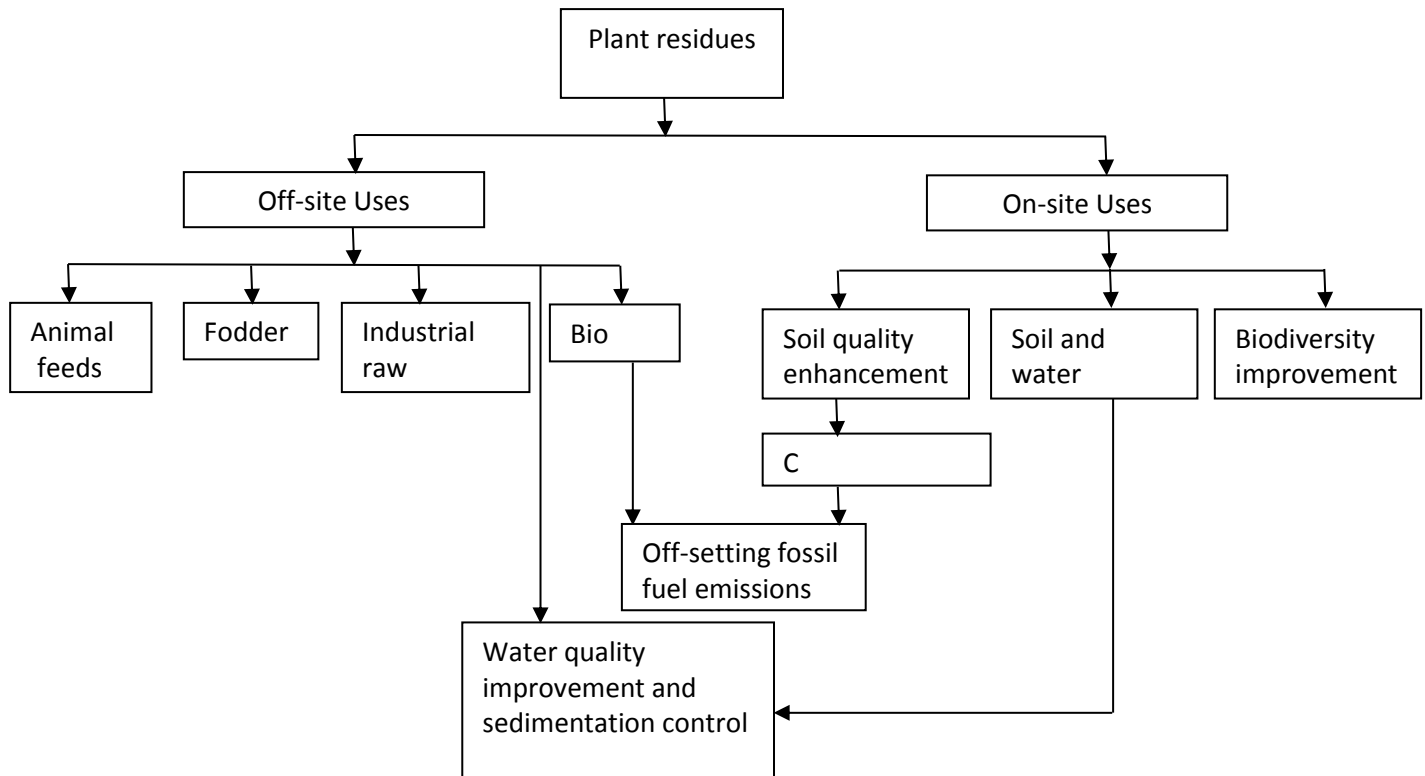 Plant residues
Off-site Uses
On-site Uses
Animal
feeds
Fodder
Industrial
raw
Bio
Soil quality
enhancement
Soil and
water
Biodiversity
improvement
C
Off-setting fossil
fuel emissions
Water quality
improvement and
sedimentation control